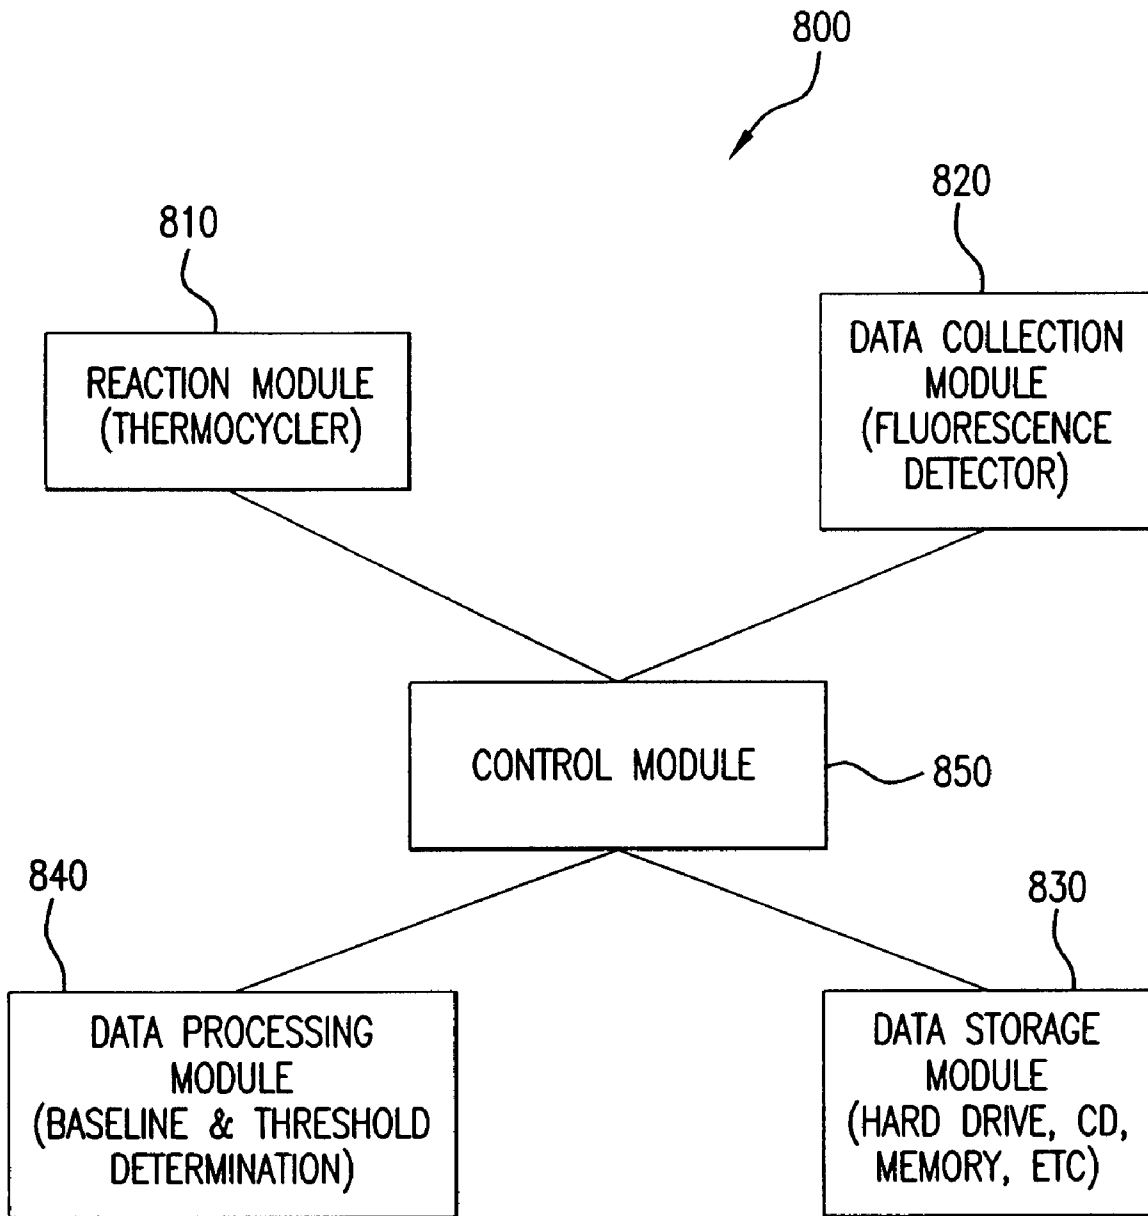 800
820
810
DATA COLLECTION
MODULE
(FLUORESCENCE
DETECTOR)
REACTION MODULE
(THERMOCYCLER)
CONTROL MODULE
850
840
830
DATA PROCESSING
MODULE
(BASELINE & THRESHOLD
DETERMINATION)
DATA STORAGE
MODULE
(HARD DRIVE, CD,
MEMORY, ETC)